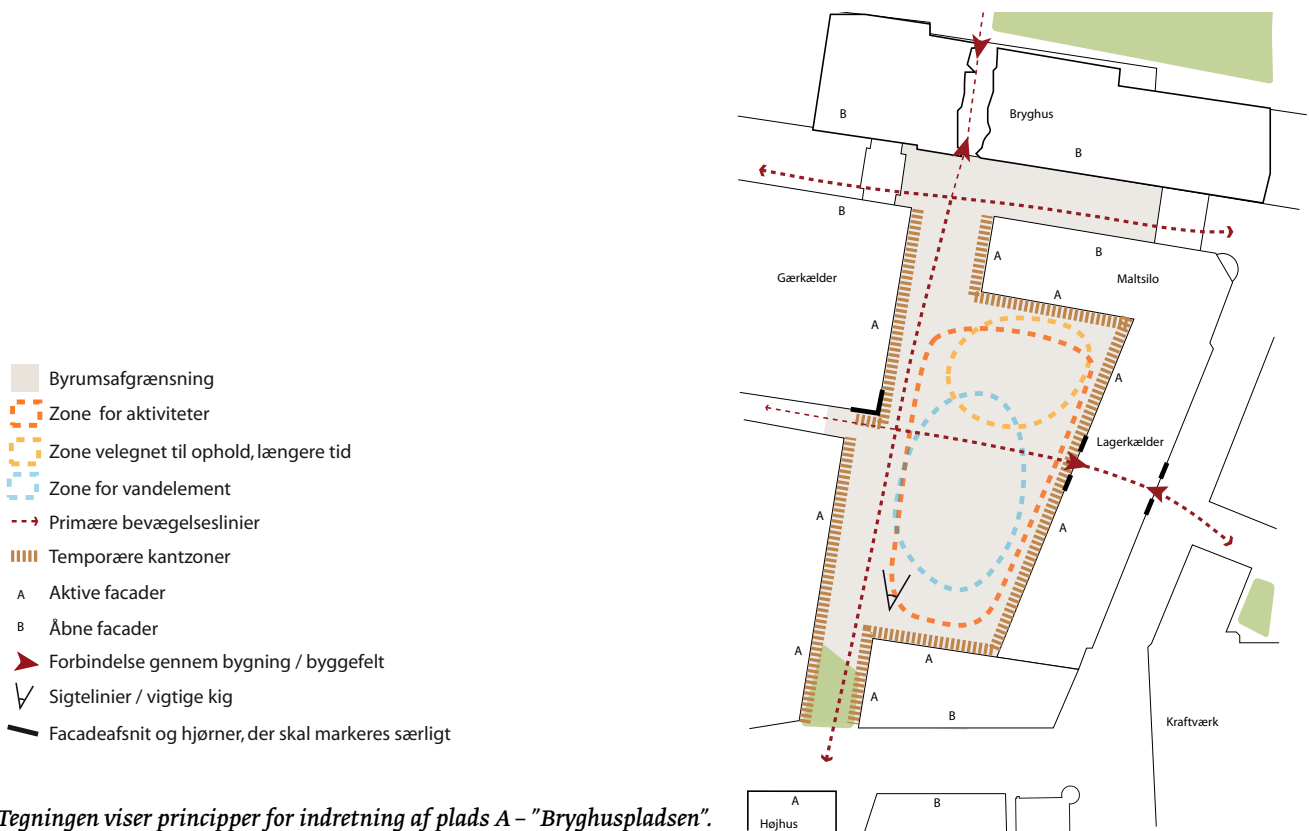 Byrumsafgrænsning
Zone for aktiviteter
Zone velegnet til ophold, længere tid
Zone for vandelement
Primære bevægelseslinier
Temporære kantzoner
A Aktive facader
B Åbne facader
Forbindelse gennem bygning / byggefelt
Sigtelinier / vigtige kig
Facadeafsnit og hjørner, der skal markeres særligt
Tegningen viser principper for indretning af plads A – ”Bryghuspladsen”.
B
Bryghus
B
B
A
B
Gærkælder
Maltsilo
A
A
A
Lagerkælder
A
A
A
A
A
B
Kraftværk
A
Højhus
B